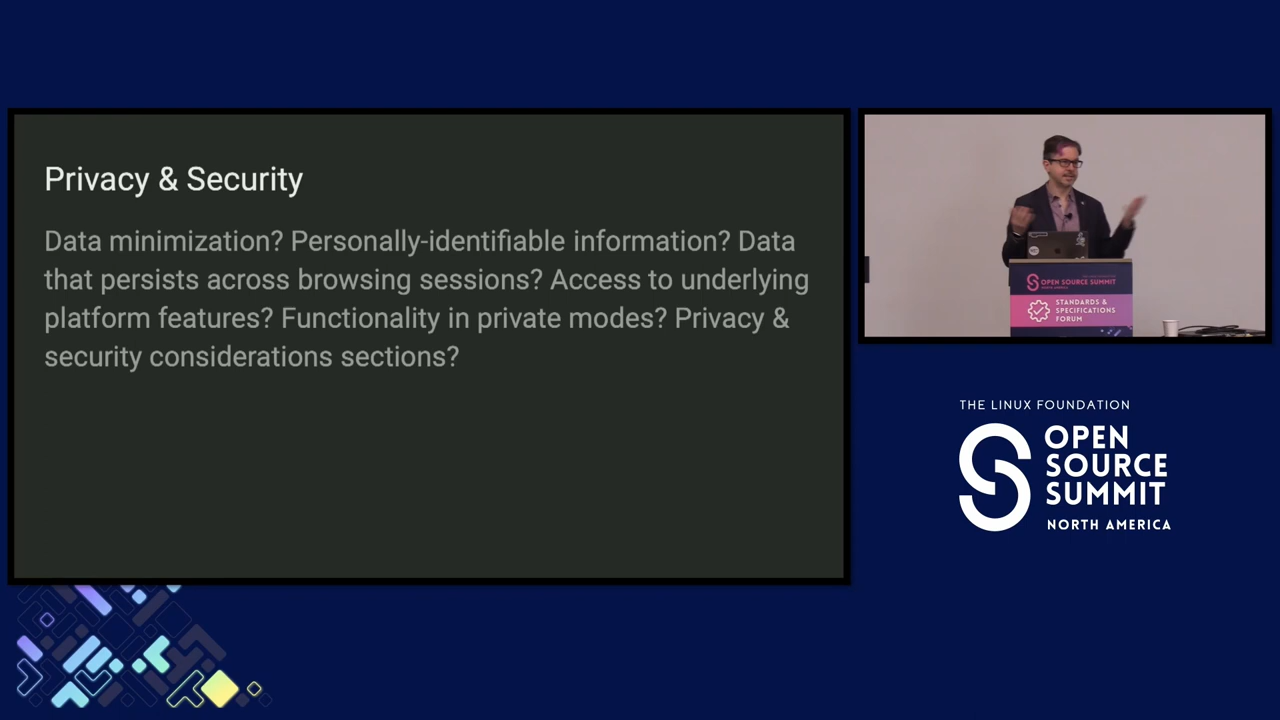 Privacy & Security
Data minimization? Personally-identifiable information? Data
that persists across browsing sessions? Access to underlying
platform features? Functionality in private modes? Privacy &
security considerations sections?
OPEN SOURCE SUMMIT
NORTH AMERICA
STANDARDS &
SPECIFICATIONS
FORUM
THE LINUX FOUNDATION
OPEN
SOURCE
SUMMIT
NORTH AMERICA